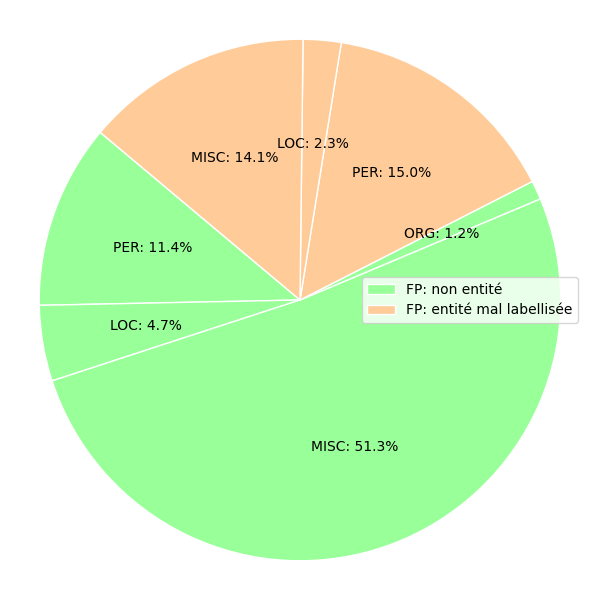 LOC: 2.3%
MISC: 14.1%
PER: 15.0%
ORG: 1.2%
PER: 11.4%
FP: non entité
FP: entité mal labellisée
LOC: 4.7%
MISC: 51.3%